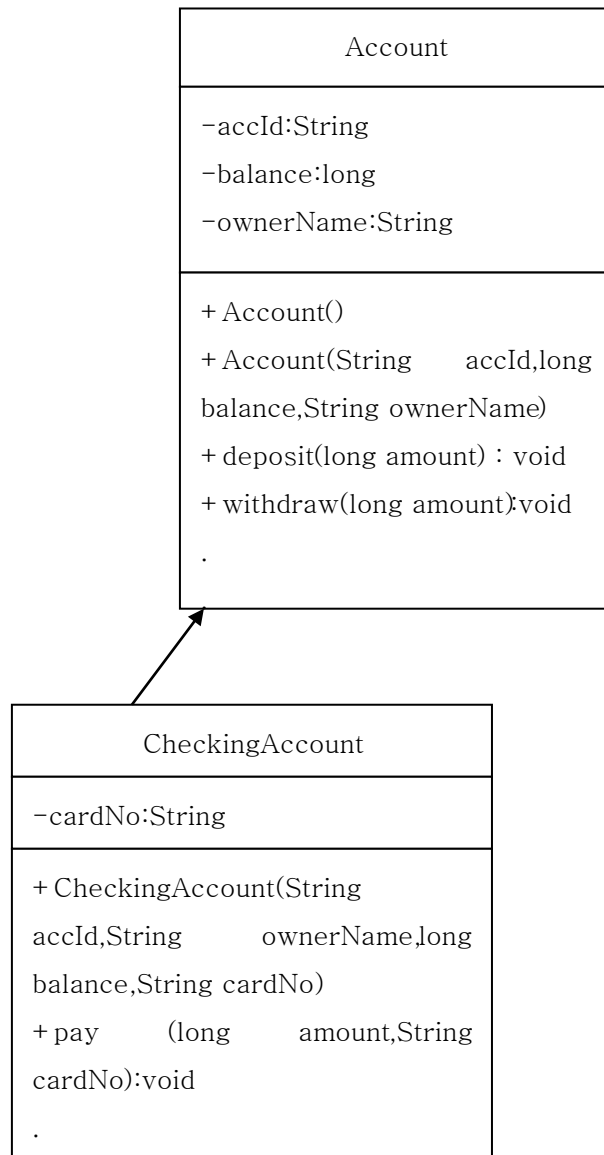 Account
-accId:String
-balance:long
-ownerName:String
+ Account()
+ Account(String accId,long
balance,String ownerName)
+ deposit(long amount) : void
+ withdraw(long amount):void
.
CheckingAccount
-cardNo:String
+ CheckingAccount(String
accId,String ownerName,long
balance,String cardNo)
+ pay (long amount,String
cardNo):void
.